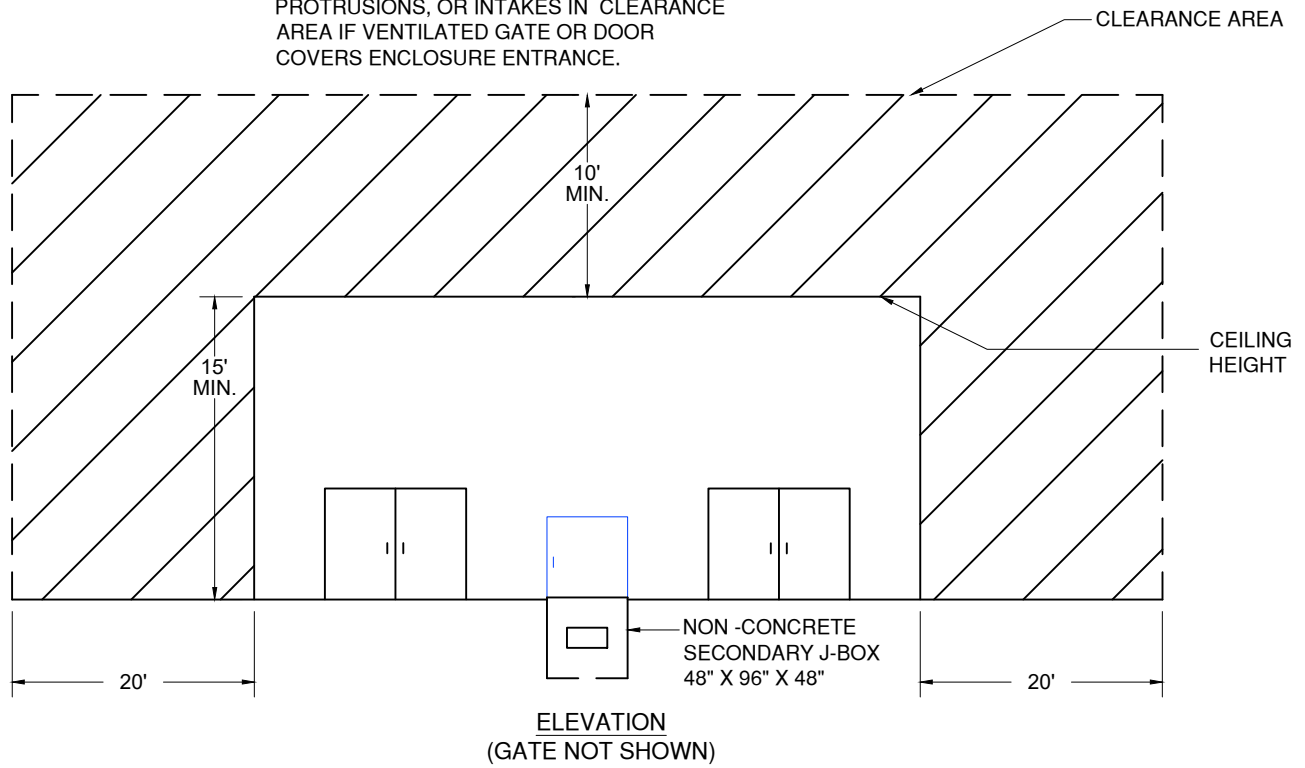 PROTRUSIONS, OR INTAKES IN CLEARANCE
AREA IF VENTILATED GATE OR DOOR
COVERS ENCLOSURE ENTRANCE.
CLEARANCE AREA
10'
MIN.
15'
MIN.
CEILING
HEIGHT
NON -CONCRETE
SECONDARY J-BOX
48" X 96" X 48"
20'
20'
ELEVATION
(GATE NOT SHOWN)